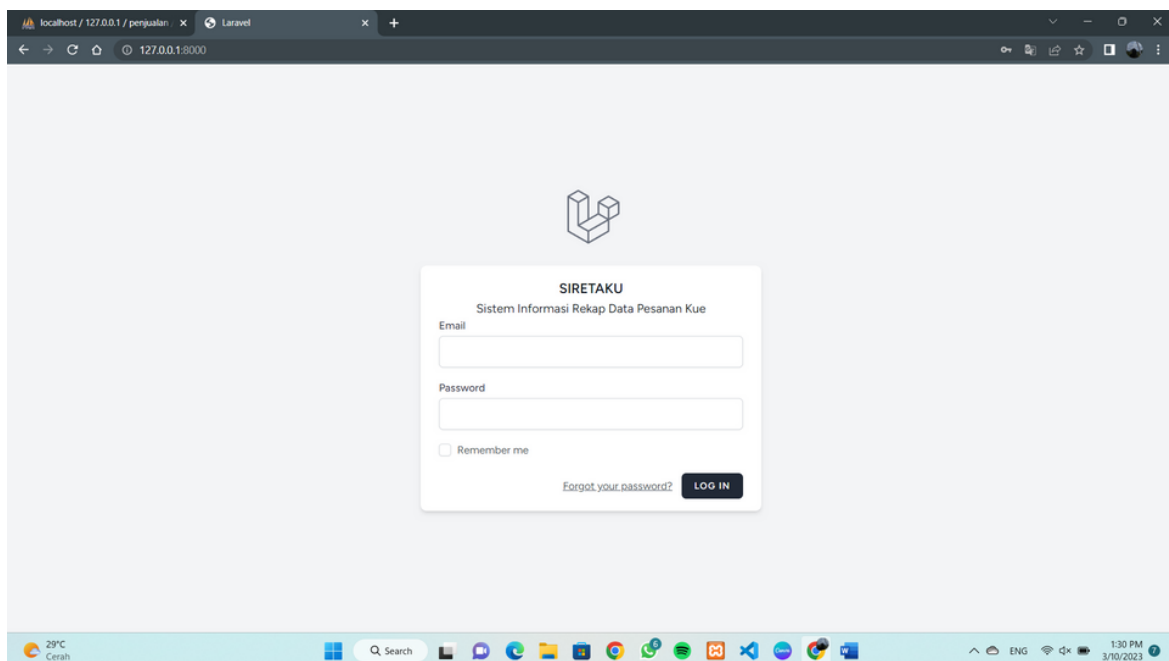 localhost / 127.0.0.1 / penjualan /
Laravel
127.0.0.1:8000
SIRETAKU
Sistem Informasi Rekap Data Pesanan Kue
Email
Password
Remember me
Forgot your password?
LOG IN
29°C
Cerah
Search
ENG
1:30 PM
3/10/2023